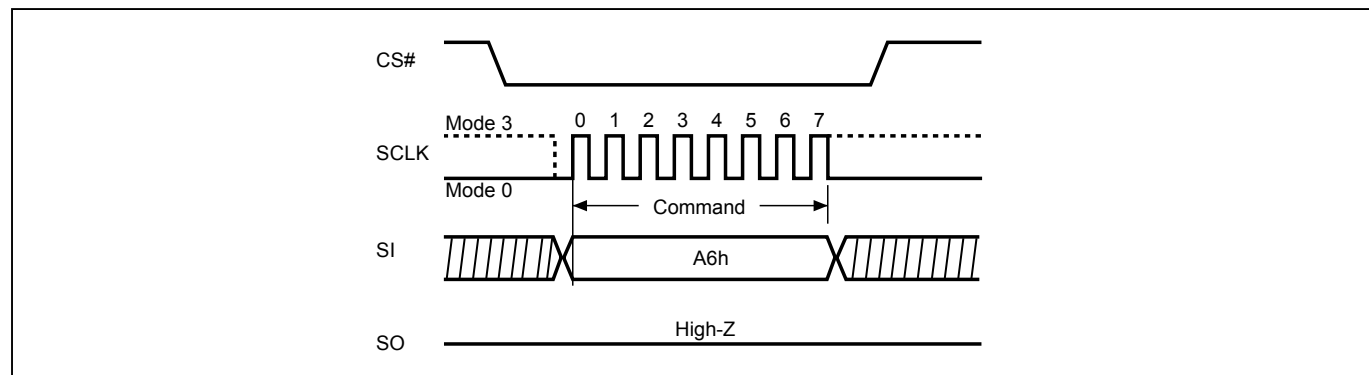 CS#
Mode 3
0 1 2 3 4 5 6 7
SCLK
Mode 0
Command
SI
A6h
High-Z
SO